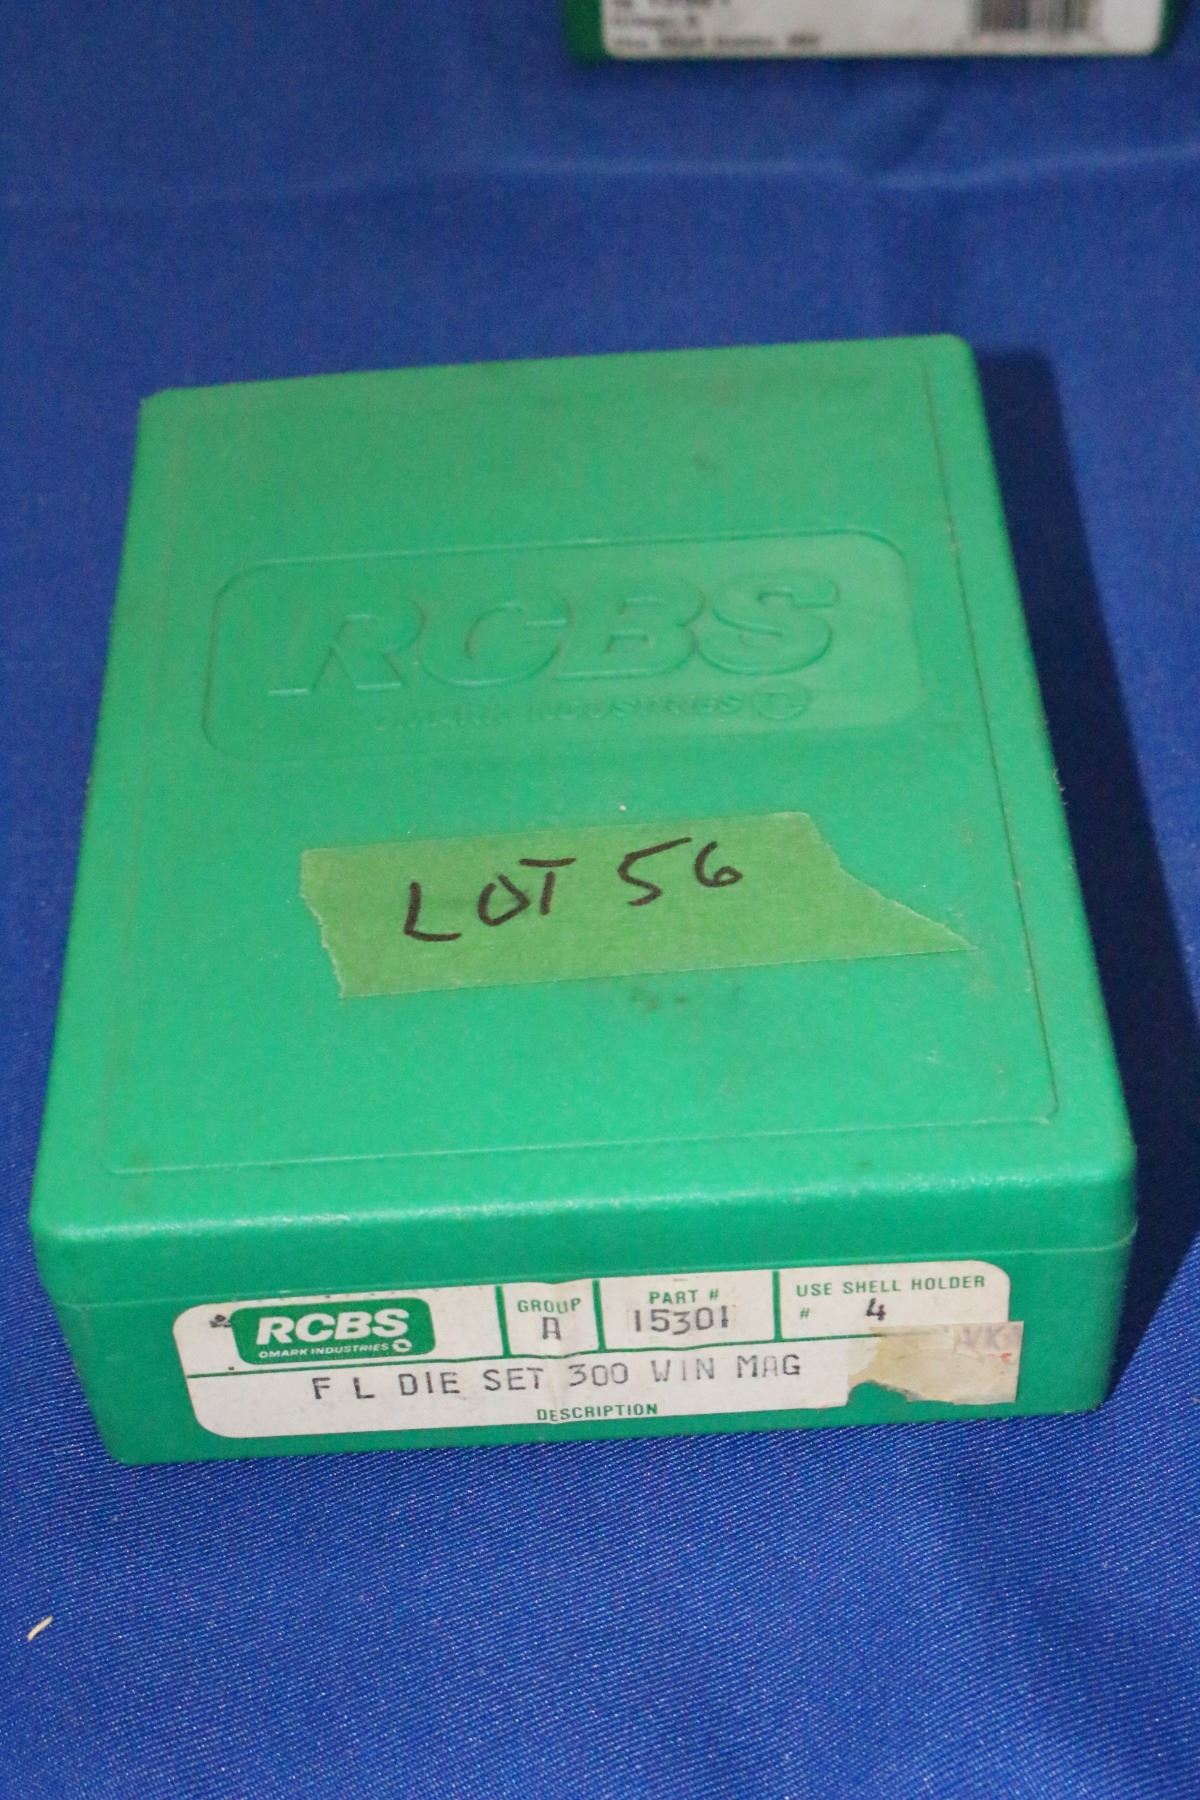 RCBS
OMARK INDUSTRIES
LOT 56
RCBS
OMARK INDUSTRIES
GROUP
A
PART #
15301
USE SHELL HOLDER
# 4
F L DIE SET 300 WIN MAG
DESCRIPTION